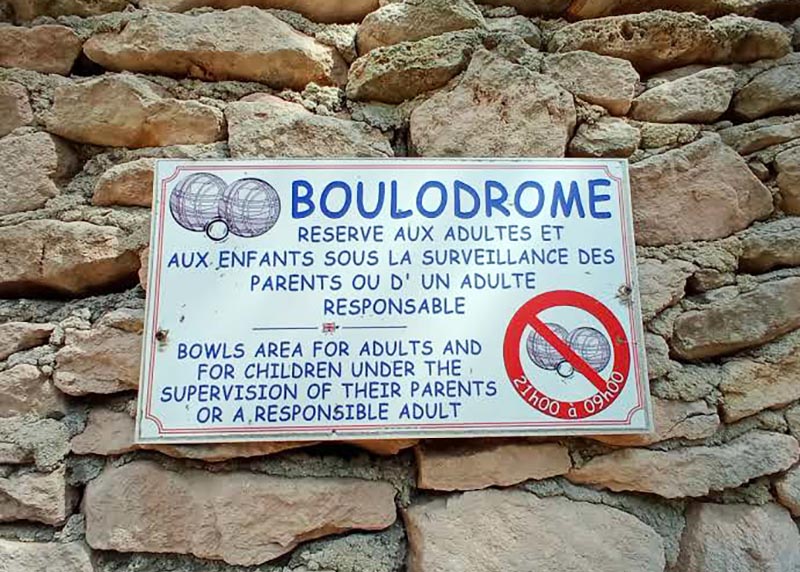 BOULODROME
RESERVE AUX ADULTES ET
AUX ENFANTS SOUS LA SURVEILLANCE DES
PARENTS OU D' UN ADULTE
RESPONSABLE
BOWLS AREA FOR ADULTS AND
FOR CHILDREN UNDER THE
SUPERVISION OF THEIR PARENTS
OR A RESPONSIBLE ADULT
21h00 à 09h00